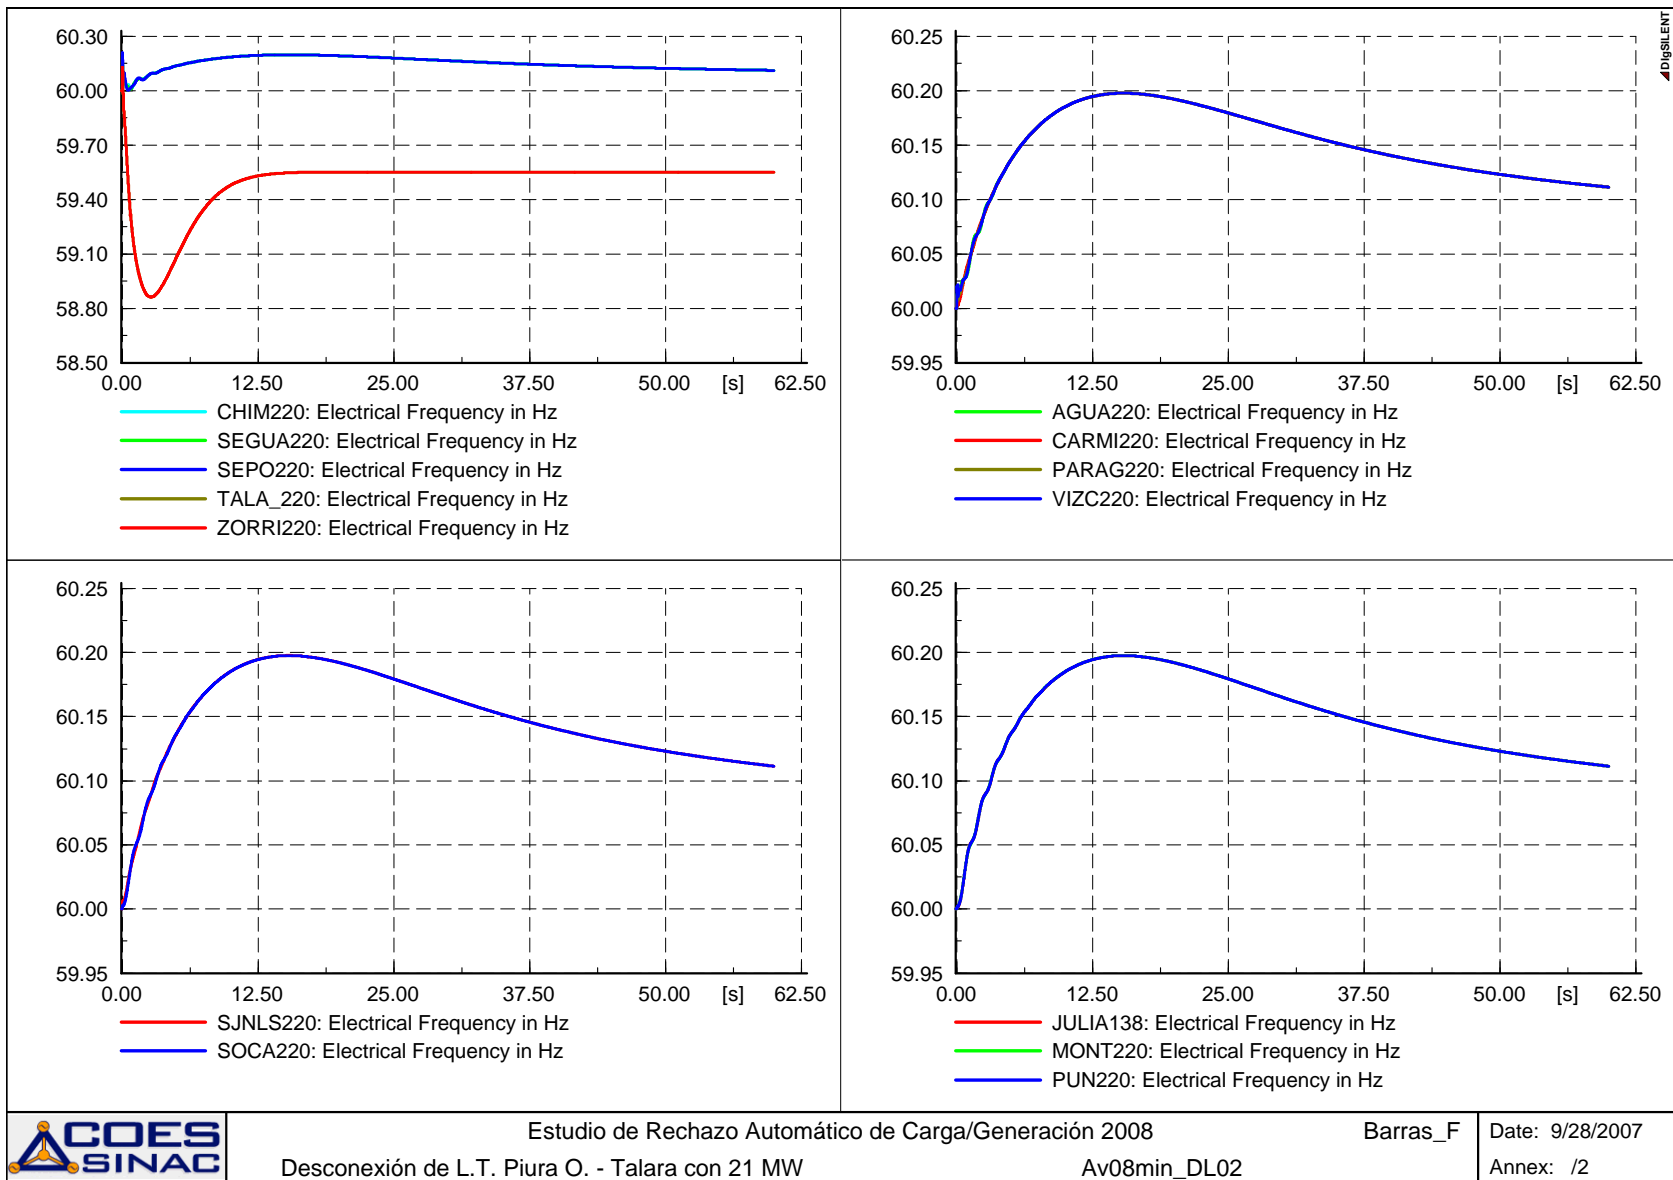 60.30
60.00
59.70
59.40
59.10
58.80
58.50
0.00 12.50 25.00 37.50 50.00 [s] 62.50
CHIM220: Electrical Frequency in Hz
SEGUA220: Electrical Frequency in Hz
SEPO220: Electrical Frequency in Hz
TALA_220: Electrical Frequency in Hz
ZORRI220: Electrical Frequency in Hz
60.25
60.20
60.15
60.10
60.05
60.00
59.95
0.00 12.50 25.00 37.50 50.00 [s] 62.50
AGUA220: Electrical Frequency in Hz
CARMI220: Electrical Frequency in Hz
PARAG220: Electrical Frequency in Hz
VIZC220: Electrical Frequency in Hz
DIgSILENT
60.25
60.20
60.15
60.10
60.05
60.00
59.95
0.00 12.50 25.00 37.50 50.00 [s] 62.50
SJNLS220: Electrical Frequency in Hz
SOCA220: Electrical Frequency in Hz
60.25
60.20
60.15
60.10
60.05
60.00
59.95
0.00 12.50 25.00 37.50 50.00 [s] 62.50
JULIA138: Electrical Frequency in Hz
MONT220: Electrical Frequency in Hz
PUN220: Electrical Frequency in Hz
COES
SINAC
Estudio de Rechazo Automático de Carga/Generación 2008 Barras_F
Desconexión de L.T. Piura O. - Talara con 21 MW Av08min_DL02
Date: 9/28/2007
Annex: /2